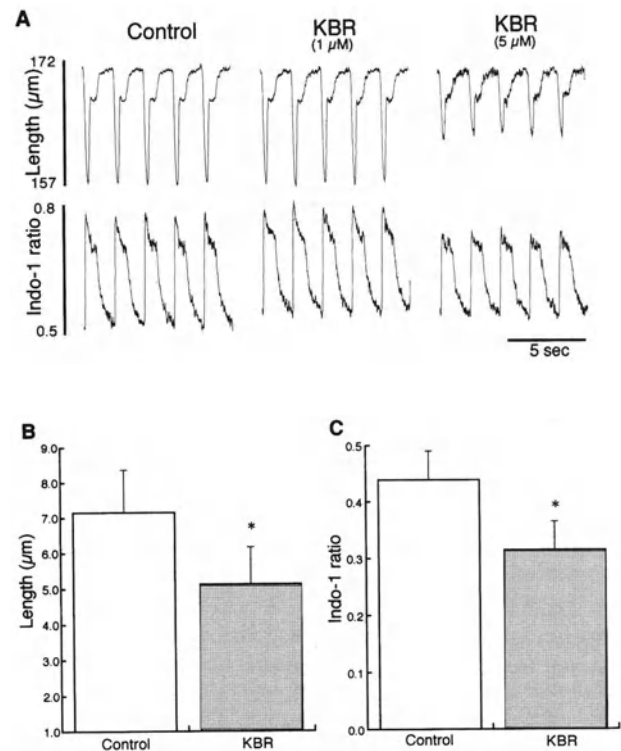 A
Control
KBR
(1 µM)
KBR
(5 µM)
172
Length (µm)
157
0.8
Indo-1 ratio
0.5
5 sec
B
9.0
8.0
7.0
6.0
5.0
4.0
3.0
2.0
1.0
Length (µm)
*
Control
KBR
C
0.5
0.4
0.3
0.2
0.1
0.0
Indo-1 ratio
*
Control
KBR